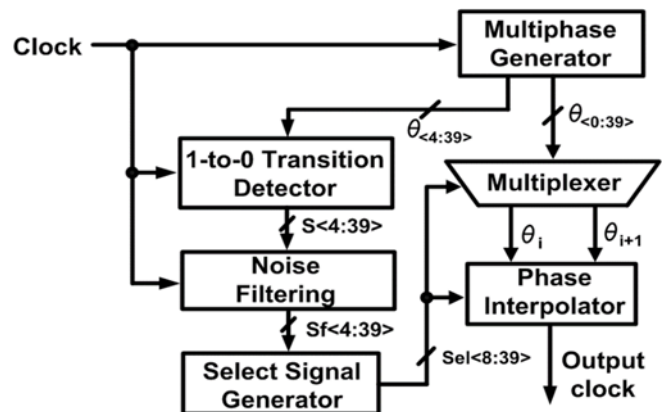 Multiphase
Generator
Clock
θ<4:39>
θ<0:39>
1-to-0 Transition
Detector
Multiplexer
S<4:39>
θi
θi+1
Noise
Filtering
Phase
Interpolator
Sf<4:39>
Select Signal
Generator
Sel<8:39>
Output
clock